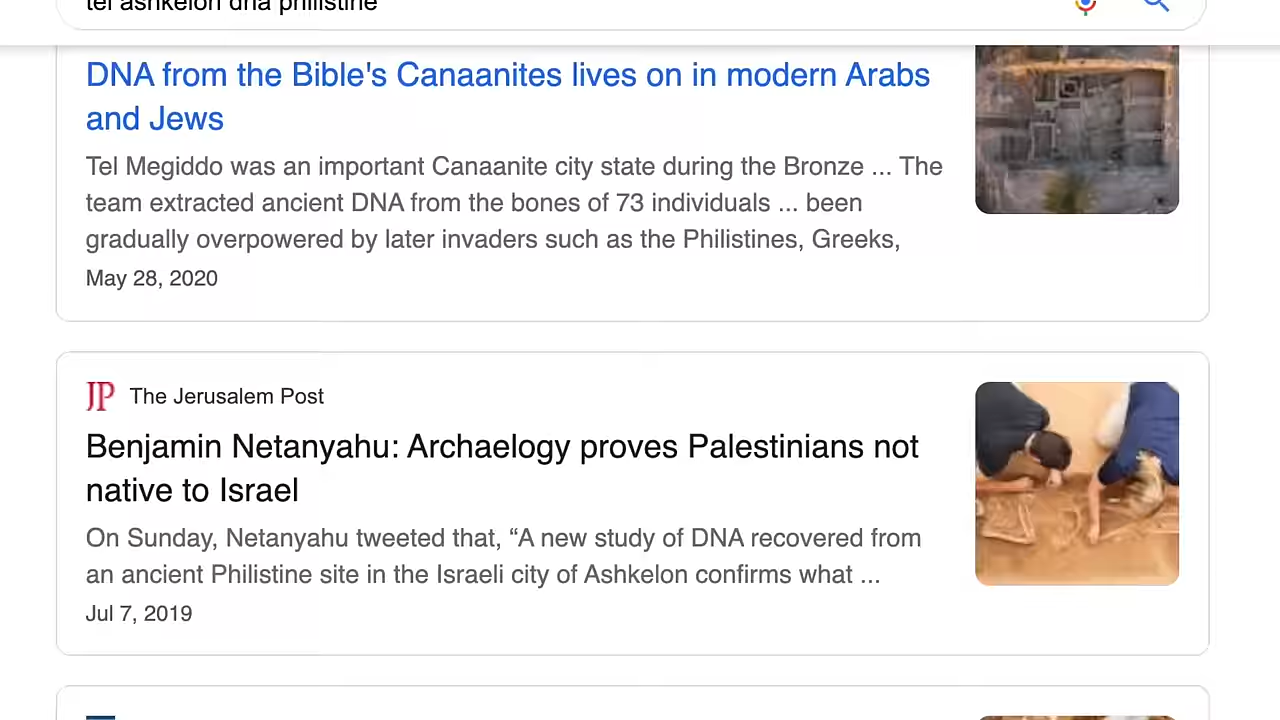 tel ashkelon dna philistine
DNA from the Bible's Canaanites lives on in modern Arabs
and Jews
Tel Megiddo was an important Canaanite city state during the Bronze ... The
team extracted ancient DNA from the bones of 73 individuals ... been
gradually overpowered by later invaders such as the Philistines, Greeks,
May 28, 2020
JP The Jerusalem Post
Benjamin Netanyahu: Archaelogy proves Palestinians not
native to Israel
On Sunday, Netanyahu tweeted that, “A new study of DNA recovered from
an ancient Philistine site in the Israeli city of Ashkelon confirms what ...
Jul 7, 2019